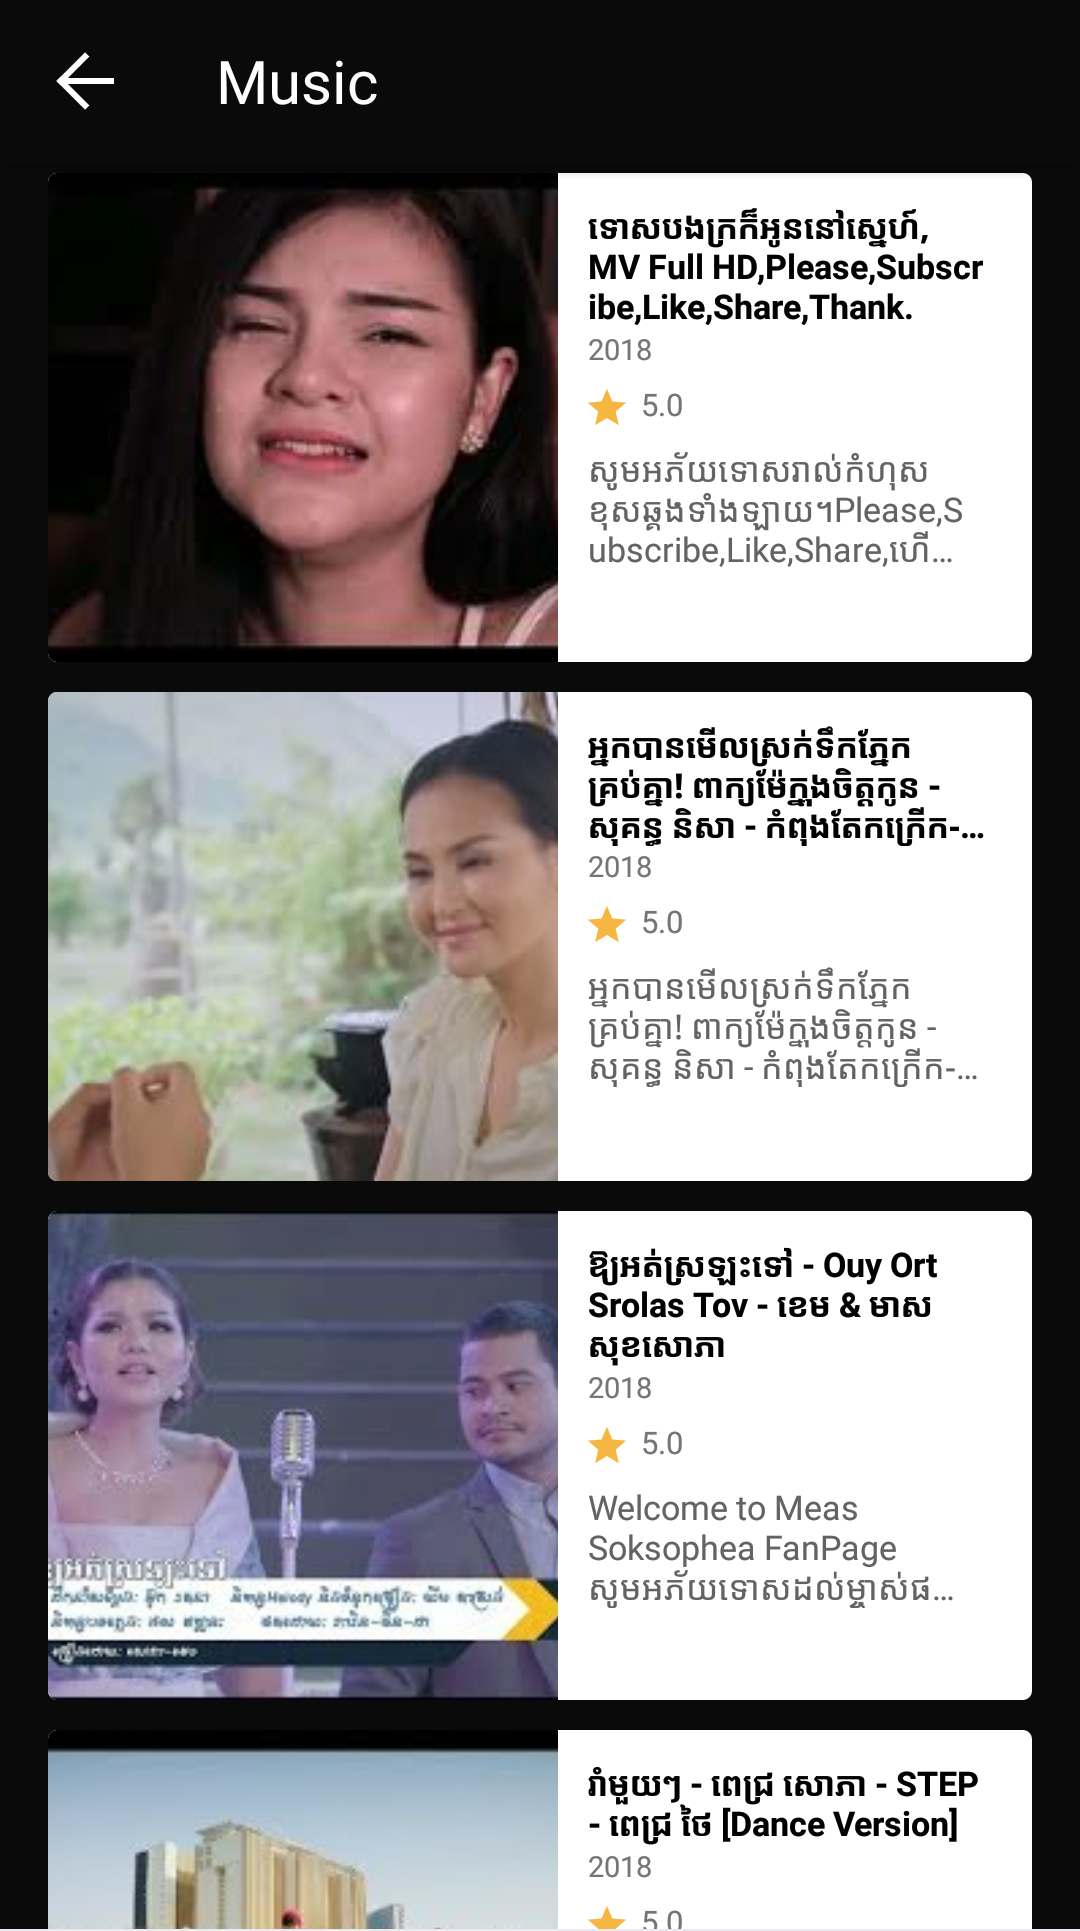 Music
ទោសបងក្រក៏អូននៅស្នេហ៍,
MV Full HD,Please,Subscr
ibe,Like,Share,Thank.
2018
5.0
សូមអភ័យទោសរាល់កំហុស
ខុសឆ្គងទាំងឡាយ។Please,S
ubscribe,Like,Share,ហើ...
អ្នកបានមើលស្រក់ទឹកភ្នែក
គ្រប់គ្នា! ពាក្យម៉ែក្នុងចិត្តកូន -
សុគន្ធ និសា - កំពុងតែកក្រើក-...
2018
5.0
អ្នកបានមើលស្រក់ទឹកភ្នែក
គ្រប់គ្នា! ពាក្យម៉ែក្នុងចិត្តកូន -
សុគន្ធ និសា - កំពុងតែកក្រើក-...
ឱ្យអត់ស្រឡះទៅ - Ouy Ort
Srolas Tov - ខេម & មាស
សុខសោភា
2018
5.0
Welcome to Meas
Soksophea FanPage
សូមអភ័យទោសដល់ម្ចាស់ផ...
រាំមួយៗ - ពេជ្រ សោភា - STEP
- ពេជ្រ ថៃ [Dance Version]
2018
5.0